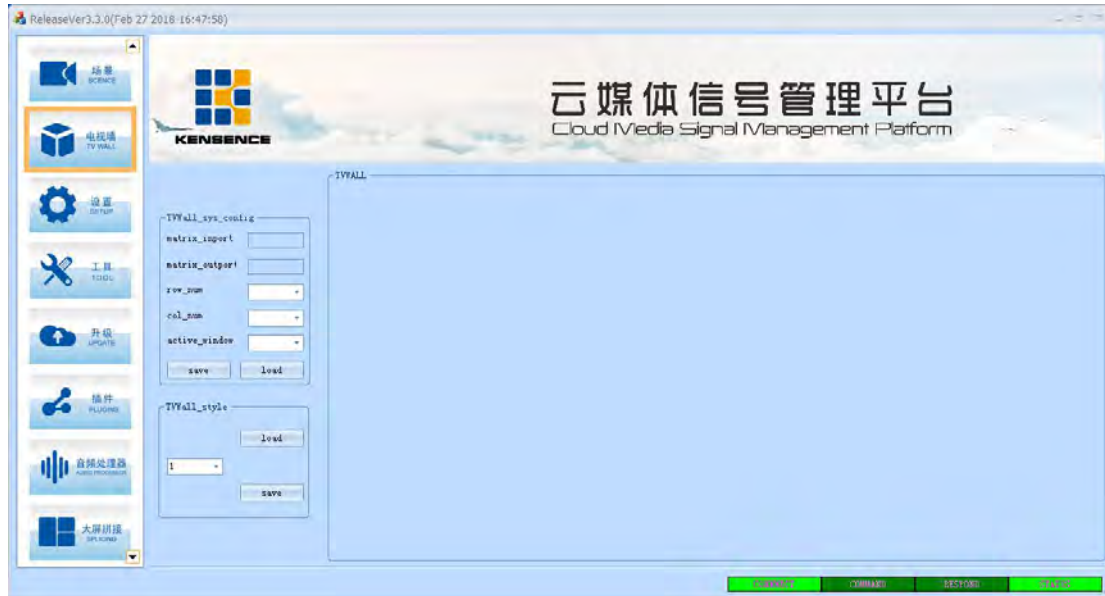 ReleaseVer3.3.0(Feb 27 2018 16:47:58)
场景
SCENCE
电视墙
TV WALL
设置
SETUP
工具
TOOL
升级
UPDATE
插件
PLUGING
音频处理器
AUDIO PROCESSOR
大屏拼接
SPLICING
KENSENCE
云媒体信号管理平台
Cloud Media Signal Management Platform
TVWALL
TVWall_sys_config
matrix_inport
matrix_outport
row_num
col_num
active_window
save load
TVWall_style
load
1
save
CONNECT COMMAND RESPOND